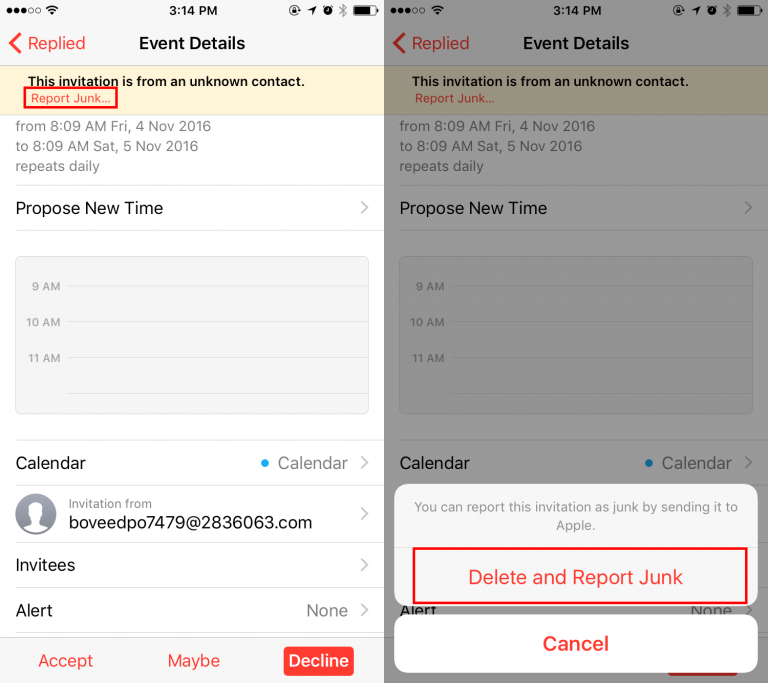 3:14 PM
Replied
Event Details
This invitation is from an unknown contact.
Report Junk...
from 8:09 AM Fri, 4 Nov 2016
to 8:09 AM Sat, 5 Nov 2016
repeats daily
Propose New Time
9 AM
10 AM
11 AM
Calendar Calendar
Invitation from
boveedpo7479@2836063.com
Invitees
Alert None
Accept Maybe Decline
3:14 PM
Replied
Event Details
This invitation is from an unknown contact.
Report Junk...
from 8:09 AM Fri, 4 Nov 2016
to 8:09 AM Sat, 5 Nov 2016
repeats daily
Propose New Time
9 AM
10 AM
11 AM
Calendar Calendar
You can report this invitation as junk by sending it to
Apple.
Delete and Report Junk
Alert None
Cancel